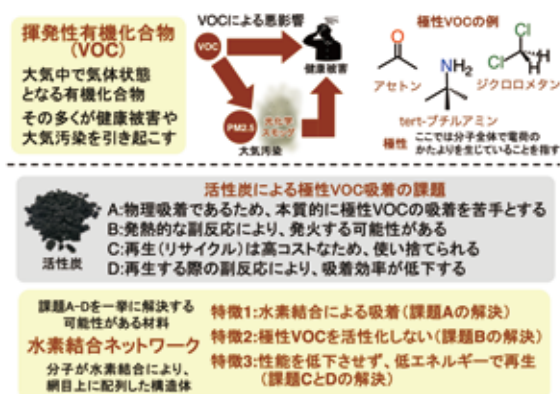 揮発性有機化合物
(VOC)
大気中で気体状態
となる有機化合物
その多くが健康被害や
大気汚染を引き起こす
VOCによる悪影響
VOC
健康被害
PM2.5
光化学
スモッグ
大気汚染
極性VOCの例
O
アセトン
NH₂
tert-ブチルアミン
Cl
Cl
H
H
ジクロロメタン
極性 ここでは分子全体で電荷の
かたよりを生じていることを指す
活性炭による極性VOC吸着の課題
活性炭
A:物理吸着であるため、本質的に極性VOCの吸着を苦手とする
B:発熱的な副反応により、発火する可能性がある
C:再生(リサイクル)は高コストなため、使い捨てられる
D:再生する際の副反応により、吸着効率が低下する
課題A–Dを一挙に解決する
可能性がある材料
水素結合ネットワーク
分子が水素結合により、
網目上に配列した構造体
特徴1:水素結合による吸着(課題Aの解決)
特徴2:極性VOCを活性化しない(課題Bの解決)
特徴3:性能を低下させず、低エネルギーで再生
(課題CとDの解決)